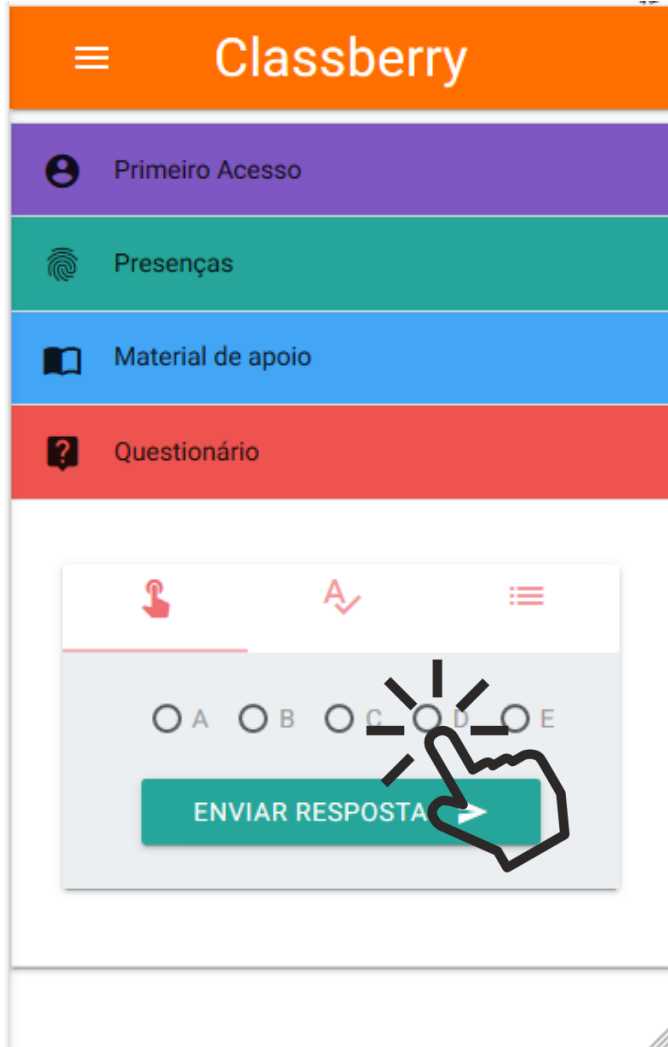 Classberry
Primeiro Acesso
Presenças
Material de apoio
Questionário
A B C D E
ENVIAR RESPOSTA